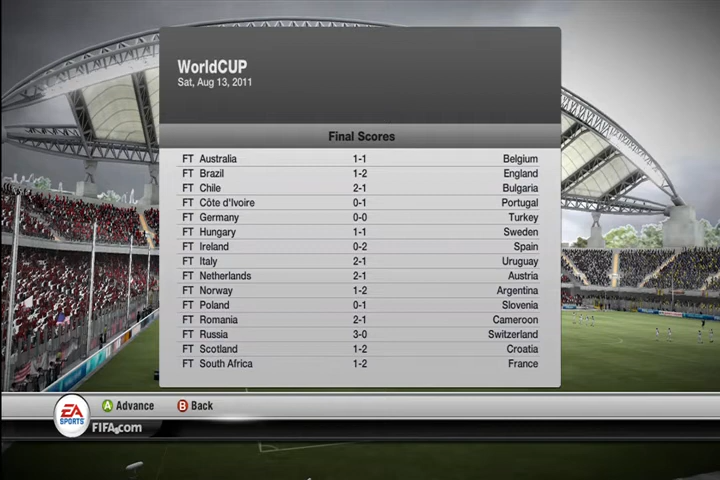 WorldCUP
Sat, Aug 13, 2011
Final Scores
FT Australia 1-1 Belgium
FT Brazil 1-2 England
FT Chile 2-1 Bulgaria
FT Côte d'Ivoire 0-1 Portugal
FT Germany 0-0 Turkey
FT Hungary 1-1 Sweden
FT Ireland 0-2 Spain
FT Italy 2-1 Uruguay
FT Netherlands 2-1 Austria
FT Norway 1-2 Argentina
FT Poland 0-1 Slovenia
FT Romania 2-1 Cameroon
FT Russia 3-0 Switzerland
FT Scotland 1-2 Croatia
FT South Africa 1-2 France
EA SPORTS A Advance B Back
FIFA.com